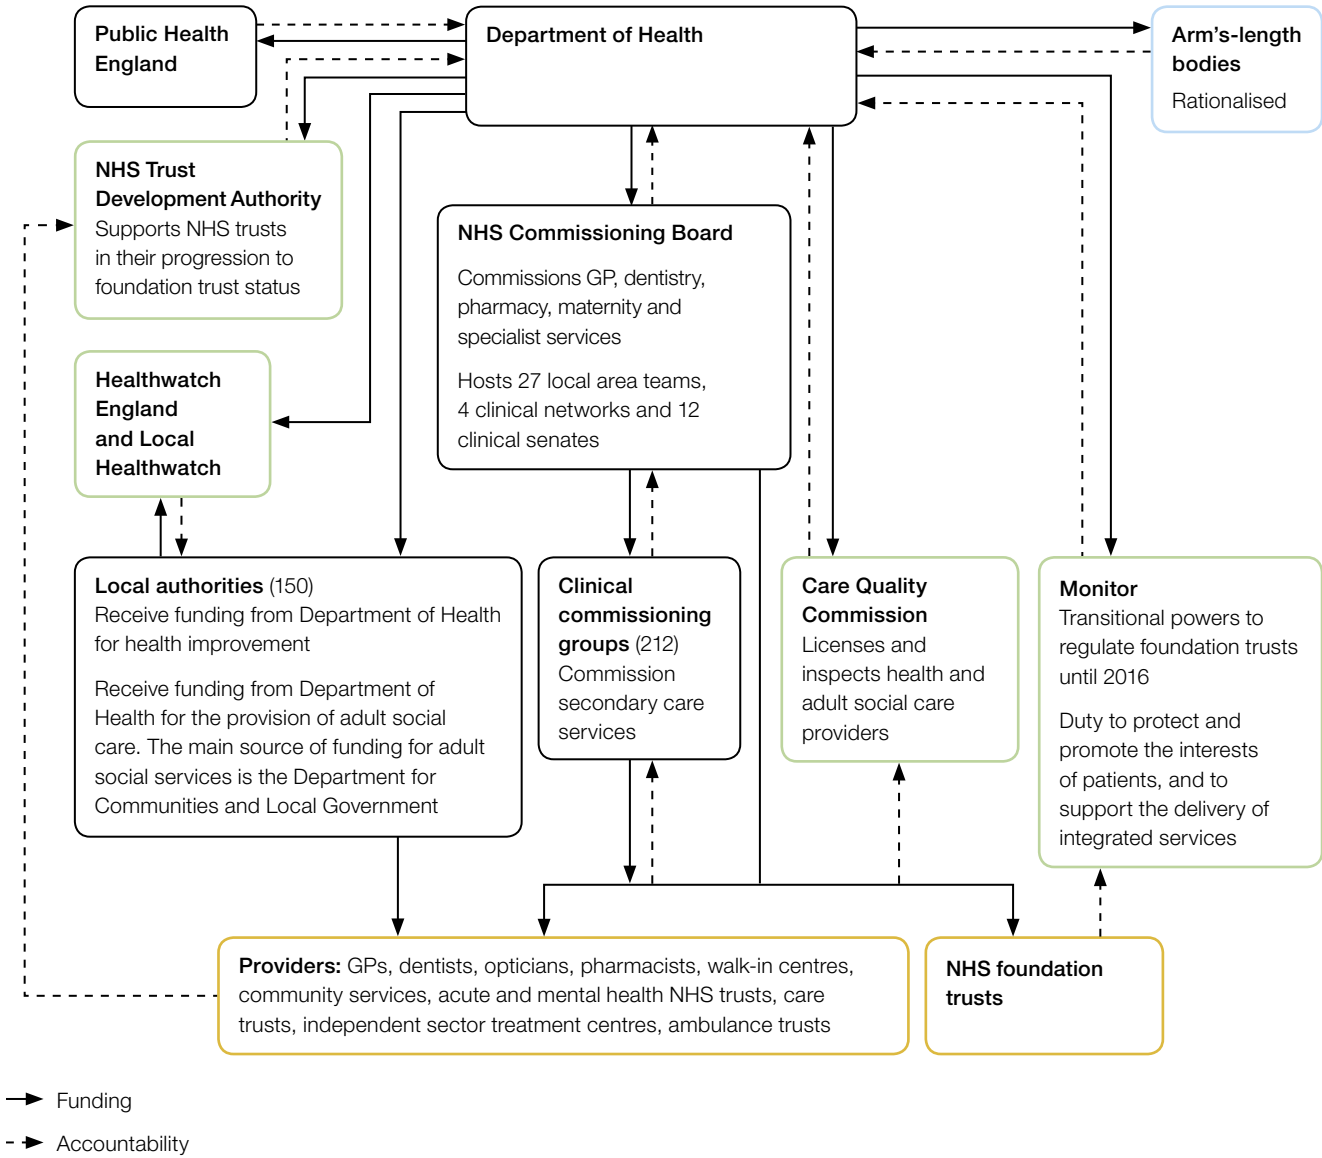 Public Health
England
Department of Health
Arm's-length
bodies
Rationalised
NHS Trust
Development Authority
Supports NHS trusts
in their progression to
foundation trust status
NHS Commissioning Board
Commissions GP, dentistry,
pharmacy, maternity and
specialist services
Hosts 27 local area teams,
4 clinical networks and 12
clinical senates
Healthwatch
England
and Local
Healthwatch
Local authorities (150)
Receive funding from Department of Health
for health improvement
Receive funding from Department of
Health for the provision of adult social
care. The main source of funding for adult
social services is the Department for
Communities and Local Government
Clinical
commissioning
groups (212)
Commission
secondary care
services
Care Quality
Commission
Licenses and
inspects health and
adult social care
providers
Monitor
Transitional powers to
regulate foundation trusts
until 2016
Duty to protect and
promote the interests
of patients, and to
support the delivery of
integrated services
Providers: GPs, dentists, opticians, pharmacists, walk-in centres,
community services, acute and mental health NHS trusts, care
trusts, independent sector treatment centres, ambulance trusts
NHS foundation
trusts
Funding
Accountability